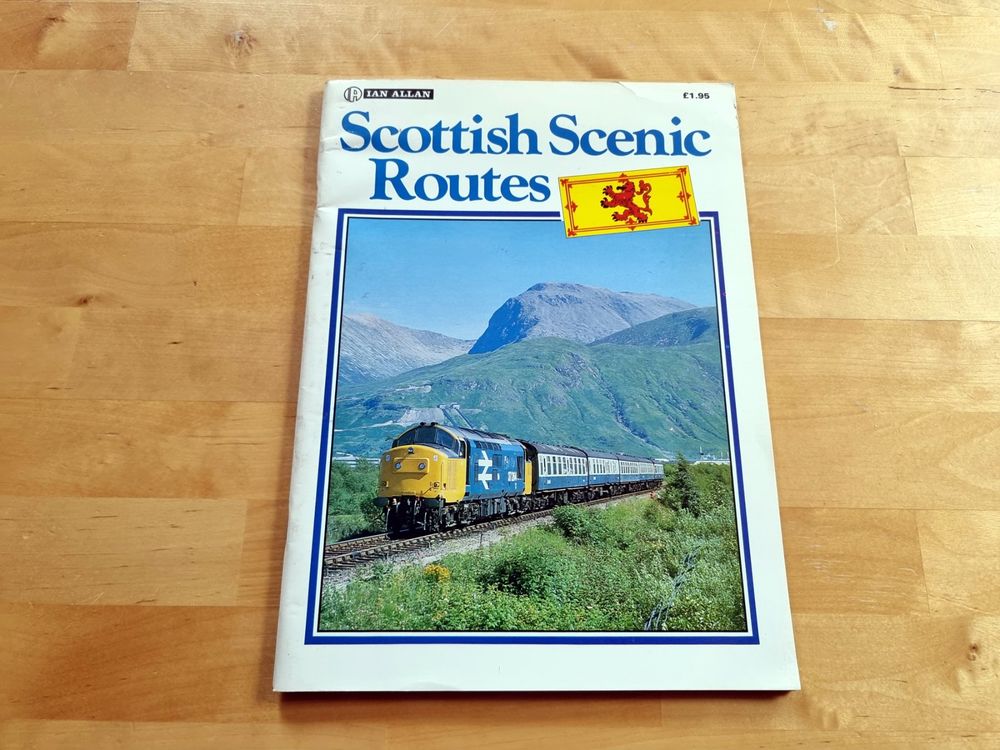 IAN ALLAN
£1.95
Scottish Scenic
Routes